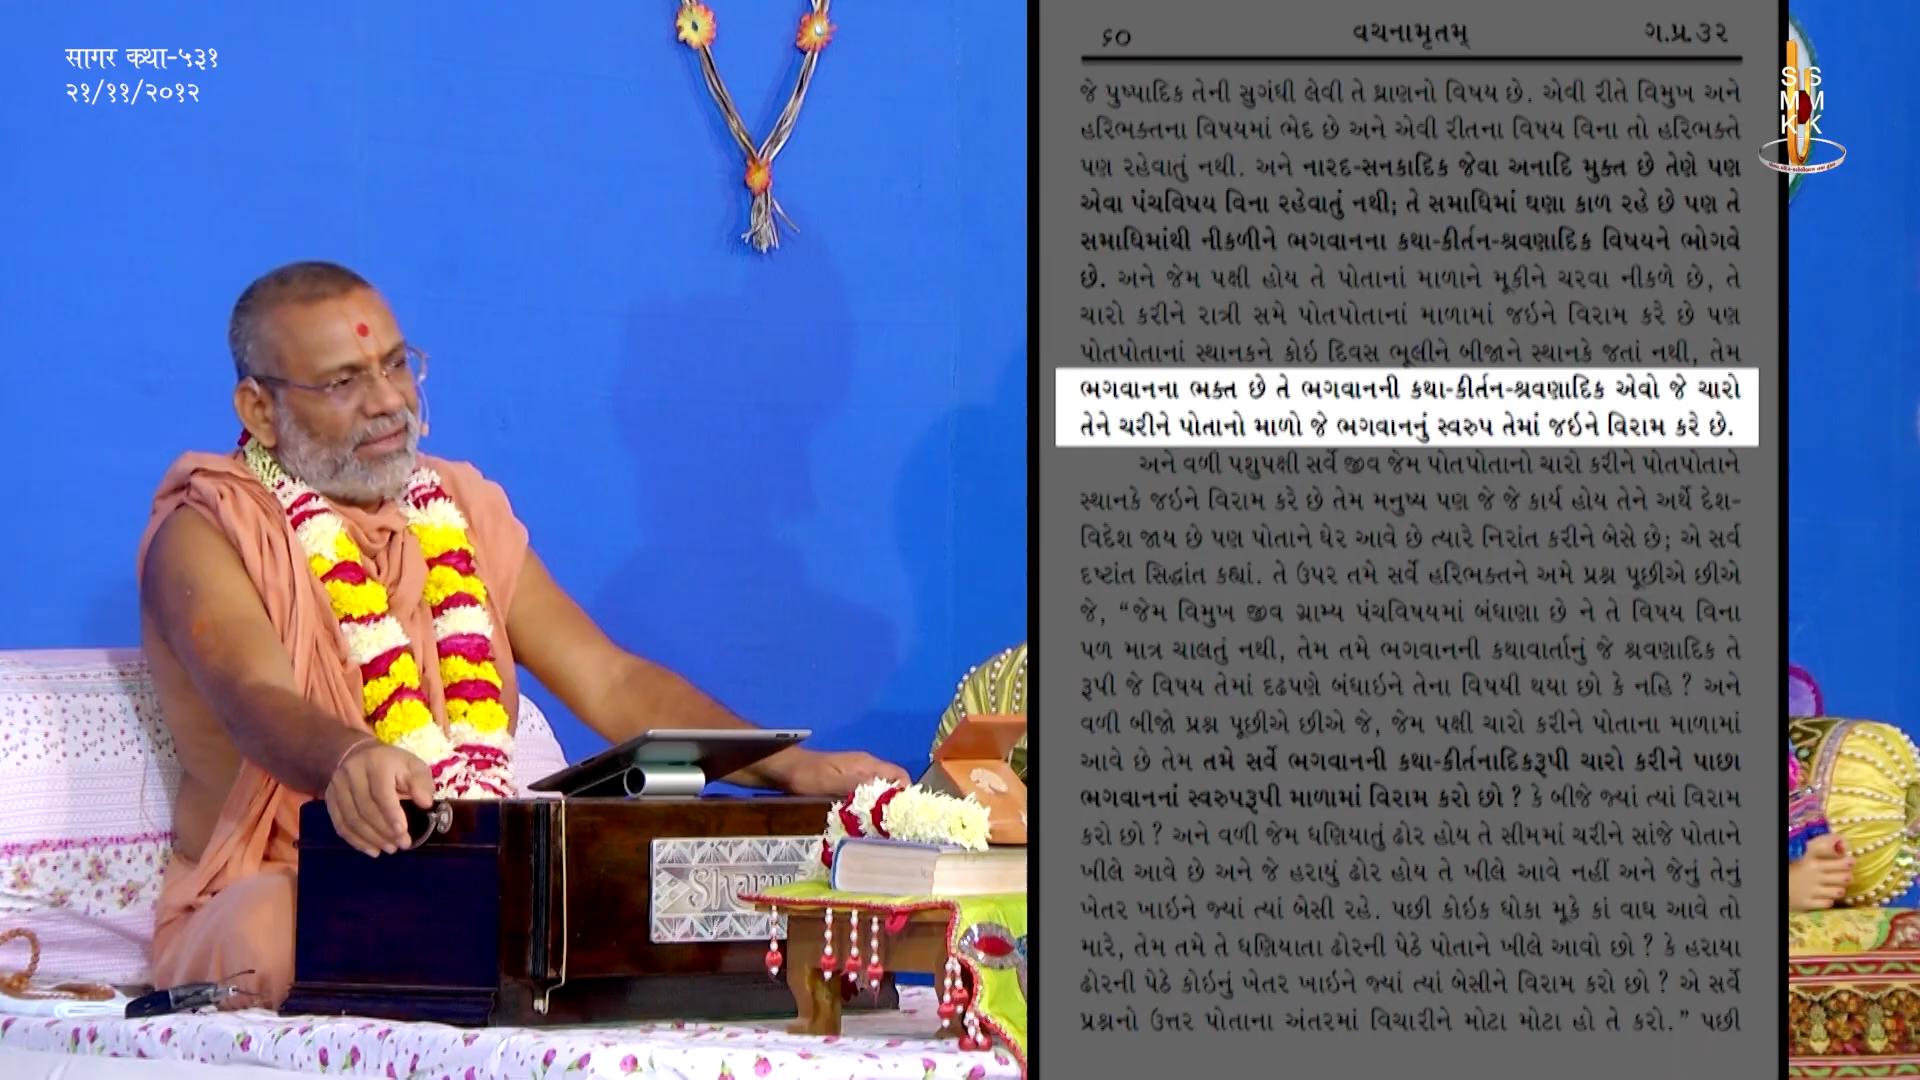 सागर कथा-५३१
२१/११/२०१२
૬૦ વચનામૃતમ્ ગ.પ્ર.૩૨
જે પુષ્પાદિક તેની સુગંધી લેવી તે ઘ્રાણનો વિષય છે. એવી રીતે વિમુખ અને
હરિભક્તના વિષયમાં ભેદ છે અને એવી રીતના વિષય વિના તો હરિભક્તે
પણ રહેવાતું નથી. અને નારદ-સનકાદિક જેવા અનાદિ મુક્ત છે તેણે પણ
એવા પંચવિષય વિના રહેવાતું નથી; તે સમાધિમાં ઘણા કાળ રહે છે પણ તે
સમાધિમાંથી નીકળીને ભગવાનના કથા-કીર્તન-શ્રવણાદિક વિષયને ભોગવે
છે. અને જેમ પક્ષી હોય તે પોતાનાં માળાને મૂકીને ચરવા નીકળે છે, તે
ચારો કરીને રાત્રી સમે પોતપોતાનાં માળામાં જઇને વિરામ કરે છે પણ
પોતપોતાનાં સ્થાનકને કોઇ દિવસ ભૂલીને બીજાને સ્થાનકે જતાં નથી, તેમ
ભગવાનના ભક્ત છે તે ભગવાનની કથા-કીર્તન-શ્રવણાદિક એવો જે ચારો
તેને ચરીને પોતાનો માળો જે ભગવાનનું સ્વરુપ તેમાં જઇને વિરામ કરે છે.
અને વળી પશુપક્ષી સર્વે જીવ જેમ પોતપોતાનો ચારો કરીને પોતપોતાને
સ્થાનકે જઇને વિરામ કરે છે તેમ મનુષ્ય પણ જે જે કાર્ય હોય તેને અર્થે દેશ-
વિદેશ જાય છે પણ પોતાને ઘેર આવે છે ત્યારે નિરાંત કરીને બેસે છે; એ સર્વ
દષ્ટાંત સિદ્ધાંત કહ્યાં. તે ઉપર તમે સર્વે હરિભક્તને અમે પ્રશ્ન પૂછીએ છીએ
જે, “જેમ વિમુખ જીવ ગ્રામ્ય પંચવિષયમાં બંધાણા છે ને તે વિષય વિના
પળ માત્ર ચાલતું નથી, તેમ તમે ભગવાનની કથાવાર્તાનું જે શ્રવણાદિક તે
રૂપી જે વિષય તેમાં દઢપણે બંધાઇને તેના વિષયી થયા છો કે નહિ ? અને
વળી બીજો પ્રશ્ન પૂછીએ છીએ જે, જેમ પક્ષી ચારો કરીને પોતાના માળામાં
આવે છે તેમ તમે સર્વે ભગવાનની કથા-કીર્તનાદિકરૂપી ચારો કરીને પાછા
ભગવાનનાં સ્વરુપરૂપી માળામાં વિરામ કરો છો ? કે બીજે જ્યાં ત્યાં વિરામ
કરો છો ? અને વળી જેમ ધણિયાતું ઢોર હોય તે સીમમાં ચરીને સાંજે પોતાને
ખીલે આવે છે અને જે હરાયું ઢોર હોય તે ખીલે આવે નહીં અને જેનું તેનું
ખેતર ખાઇને જ્યાં ત્યાં બેસી રહે. પછી કોઇક ધોકા મૂકે કાં વાઘ આવે તો
મારે, તેમ તમે તે ધણિયાતા ઢોરની પેઠે પોતાને ખીલે આવો છો ? કે હરાયા
ઢોરની પેઠે કોઇનું ખેતર ખાઇને જ્યાં ત્યાં બેસીને વિરામ કરો છો ? એ સર્વે
પ્રશ્નનો ઉત્તર પોતાના અંતરમાં વિચારીને મોટા મોટા હો તે કરો.” પછી
SS
MM
KK